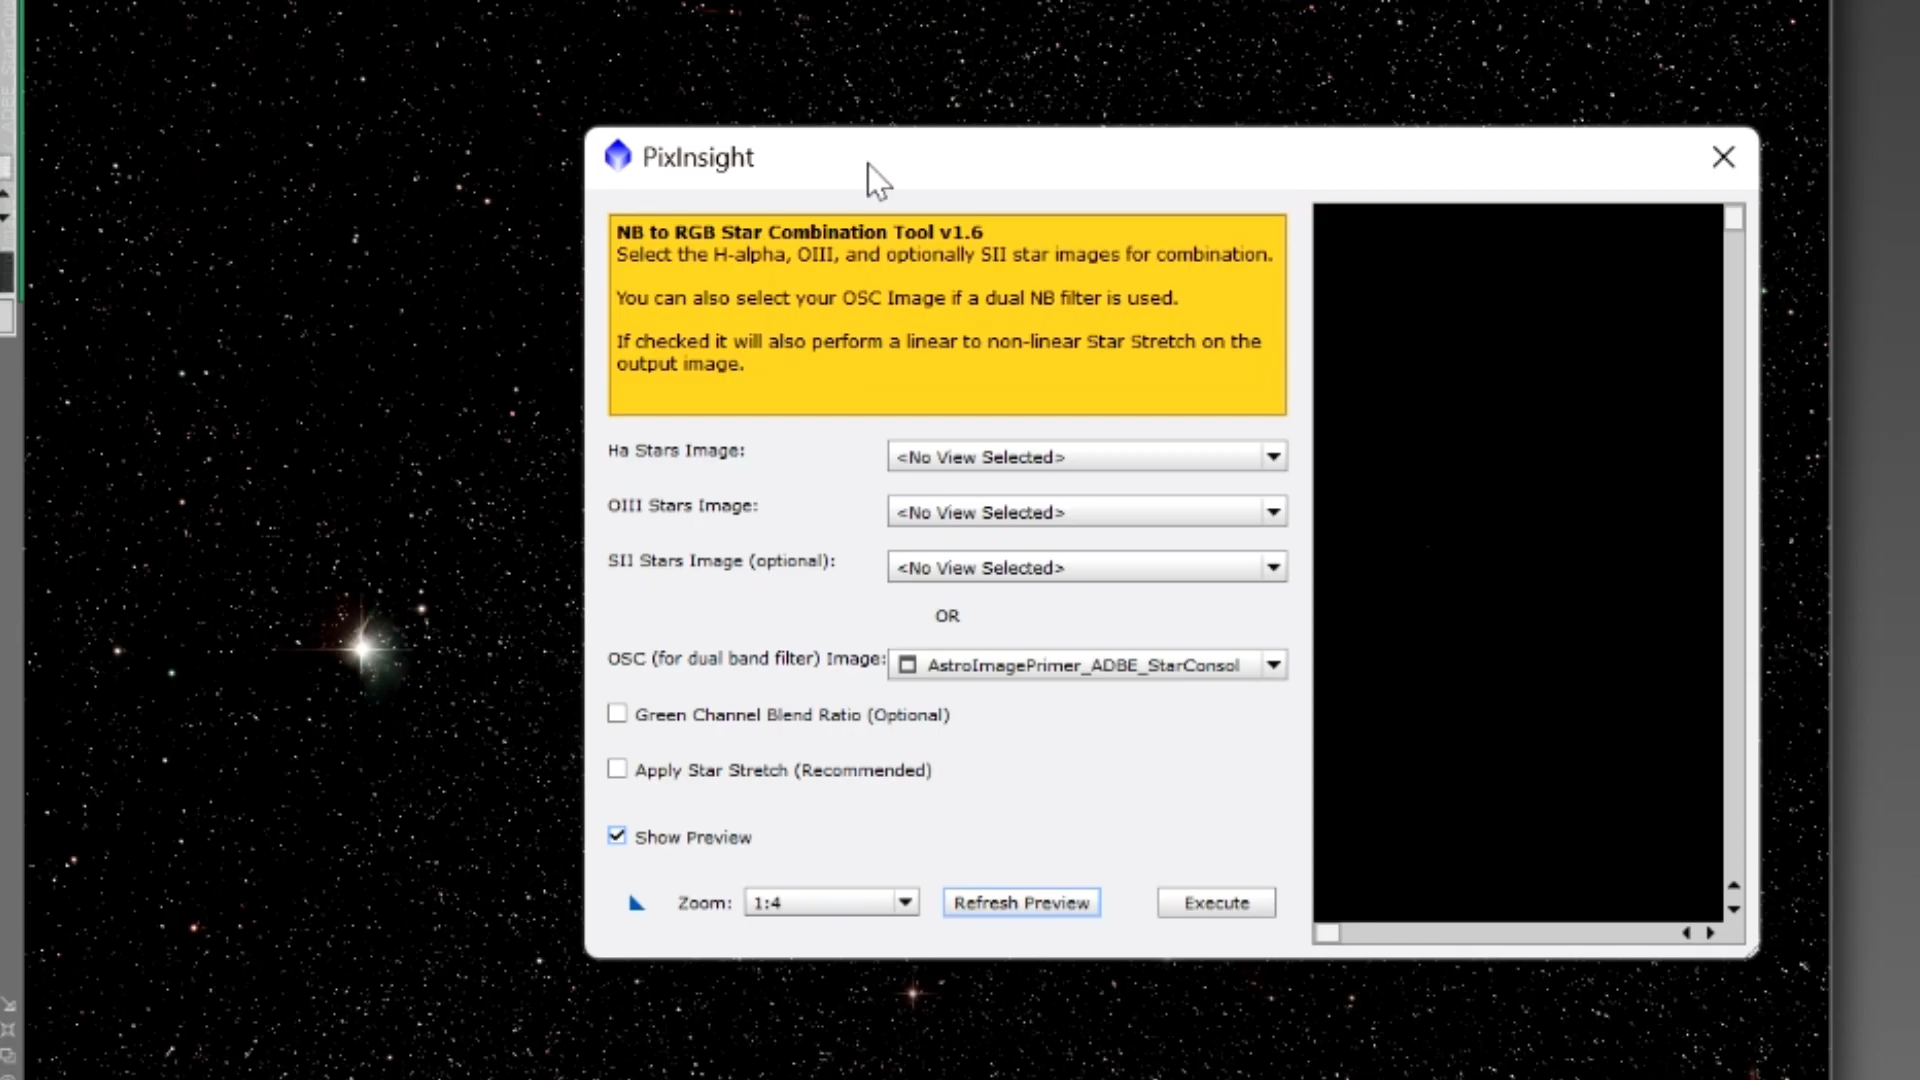 PixInsight
NB to RGB Star Combination Tool v1.6
Select the H-alpha, OIII, and optionally SII star images for combination.
You can also select your OSC Image if a dual NB filter is used.
If checked it will also perform a linear to non-linear Star Stretch on the
output image.
Ha Stars Image:
<No View Selected>
OIII Stars Image:
<No View Selected>
SII Stars Image (optional):
<No View Selected>
OR
OSC (for dual band filter) Image:
AstroImagePrimer_ADBE_StarConsol
Green Channel Blend Ratio (Optional)
Apply Star Stretch (Recommended)
Show Preview
Zoom:
1:4
Refresh Preview
Execute